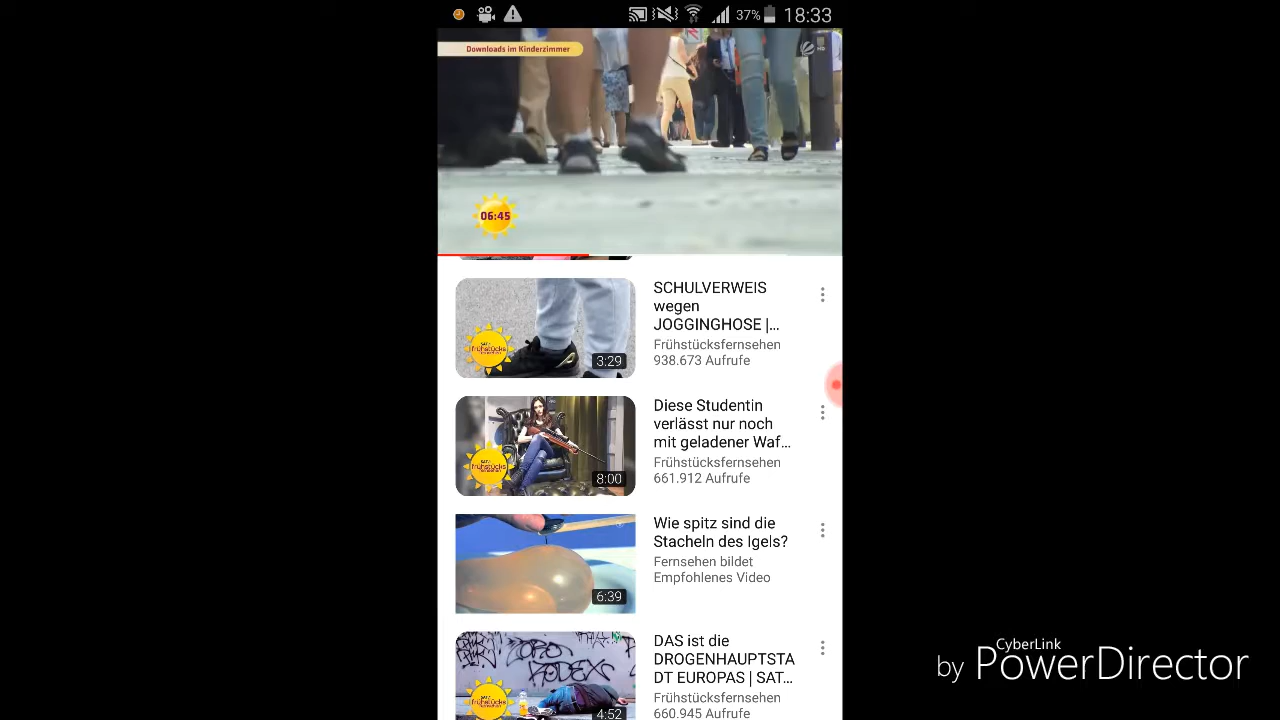 37%
18:33
Downloads im Kinderzimmer
HD
06:45
SCHULVERWEIS
wegen
JOGGINGHOSE |...
Frühstücksfernsehen
938.673 Aufrufe
3:29
Diese Studentin
verlässt nur noch
mit geladener Waf...
Frühstücksfernsehen
661.912 Aufrufe
frühstücks
8:00
Wie spitz sind die
Stacheln des Igels?
Fernsehen bildet
Empfohlenes Video
6:39
DAS ist die
DROGENHAUPTSTA
DT EUROPAS | SAT...
Frühstücksfernsehen
660.945 Aufrufe
frühstücks
4:52
by CyberLink
PowerDirector